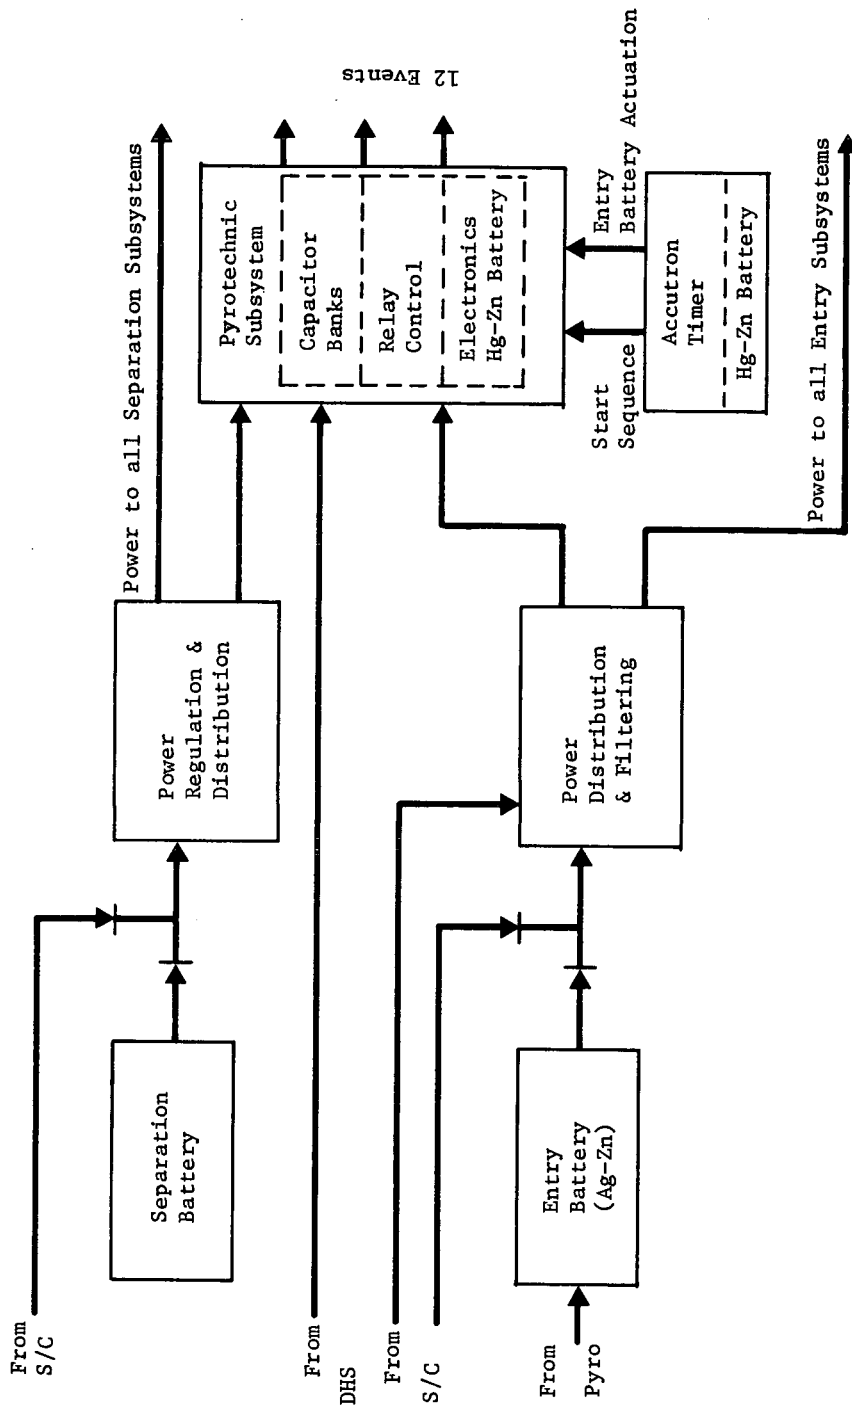 From
S/C
Separation
Battery
Power
Regulation &
Distribution
Power to all Separation Subsystems
From
DHS
Pyrotechnic
Subsystem
Capacitor
Banks
Relay
Control
Electronics
Hg-Zn Battery
12 Events
From
S/C
From
Pyro
Entry
Battery
(Ag-Zn)
Power
Distribution
& Filtering
Start
Sequence
Entry
Battery Actuation
Accutron
Timer
Hg-Zn Battery
Power to all Entry Subsystems